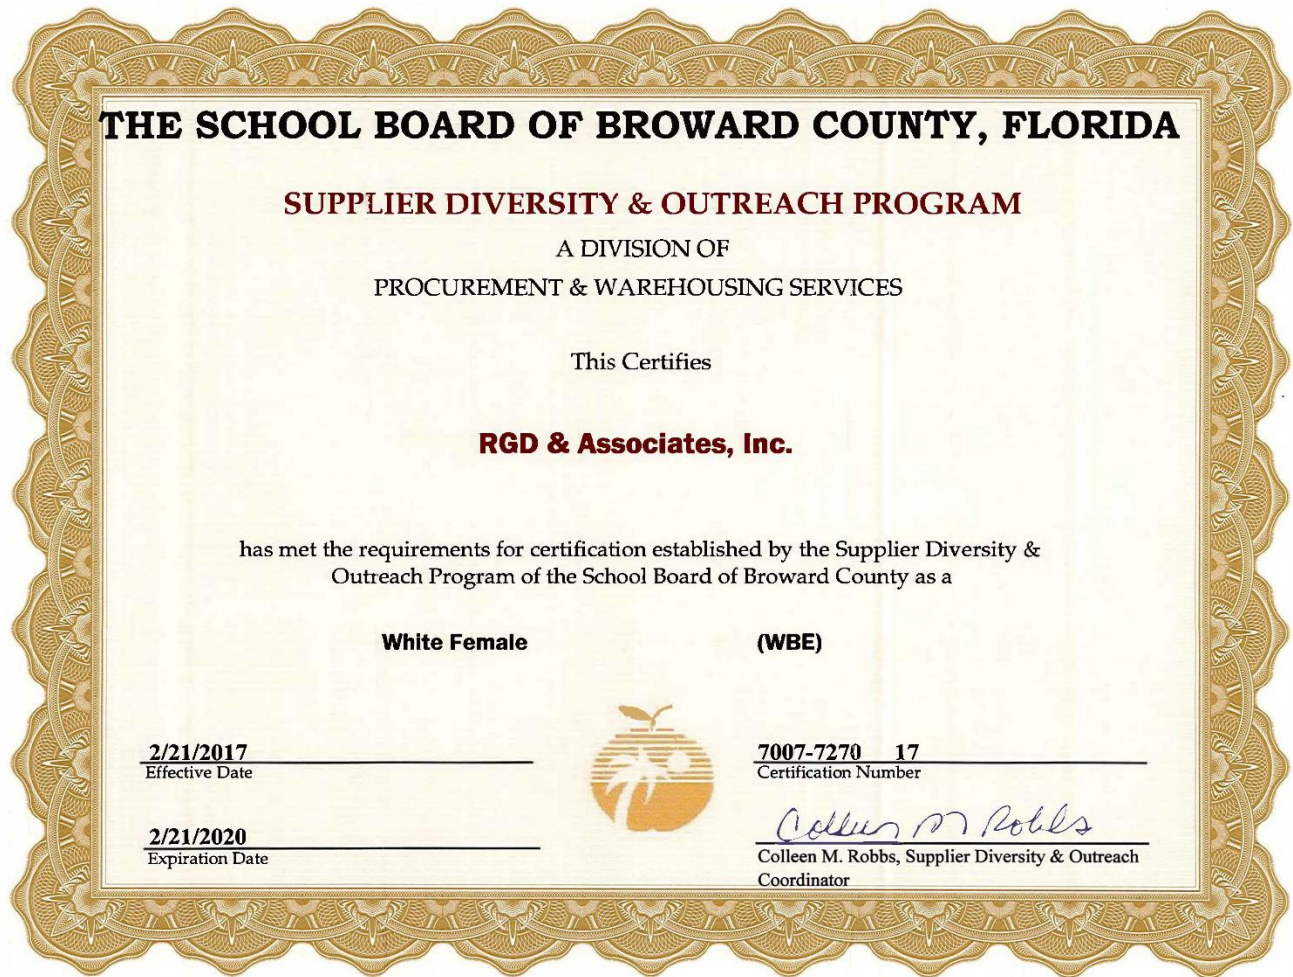 THE SCHOOL BOARD OF BROWARD COUNTY, FLORIDA
SUPPLIER DIVERSITY & OUTREACH PROGRAM
A DIVISION OF
PROCUREMENT & WAREHOUSING SERVICES
This Certifies
RGD & Associates, Inc.
has met the requirements for certification established by the Supplier Diversity &
Outreach Program of the School Board of Broward County as a
White Female (WBE)
2/21/2017
Effective Date
7007-7270 17
Certification Number
2/21/2020
Expiration Date
Colleen M Robbs
Colleen M. Robbs, Supplier Diversity & Outreach
Coordinator